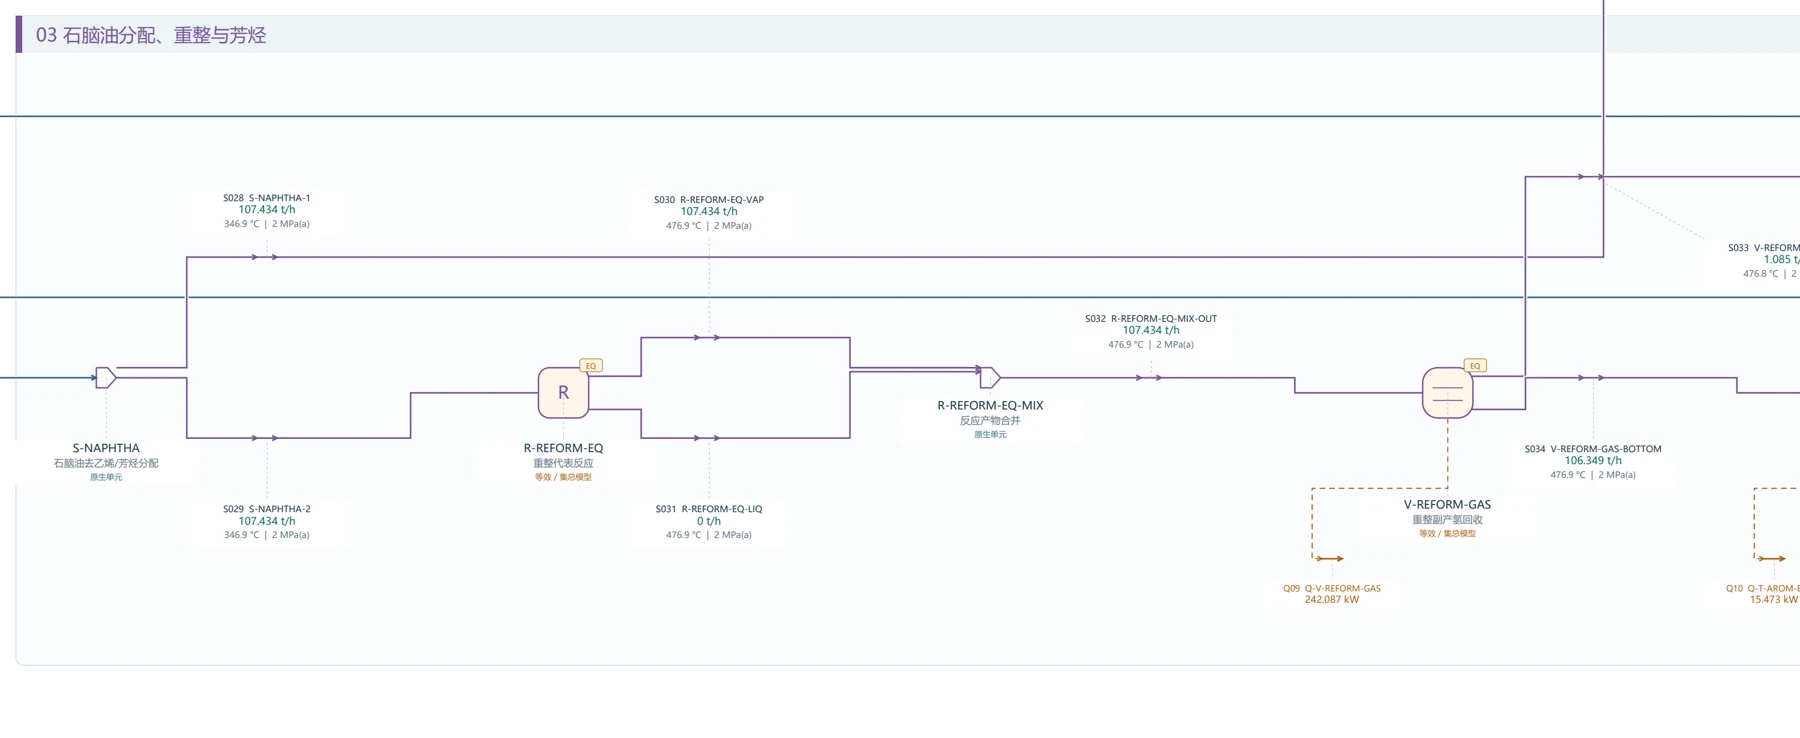 03 石脑油分配、重整与芳烃
S028 S-NAPHTHA-1
107.434 t/h
346.9 °C | 2 MPa(a)
S030 R-REFORM-EQ-VAP
107.434 t/h
476.9 °C | 2 MPa(a)
S033 V-REFORM
1.085 t/
476.8 °C | 2
S032 R-REFORM-EQ-MIX-OUT
107.434 t/h
476.9 °C | 2 MPa(a)
EQ
R
EQ
S-NAPHTHA
石脑油去乙烯/芳烃分配
原生单元
R-REFORM-EQ
重整代表反应
等效 / 集总模型
R-REFORM-EQ-MIX
反应产物合并
原生单元
S034 V-REFORM-GAS-BOTTOM
106.349 t/h
476.9 °C | 2 MPa(a)
S029 S-NAPHTHA-2
107.434 t/h
346.9 °C | 2 MPa(a)
S031 R-REFORM-EQ-LIQ
0 t/h
476.9 °C | 2 MPa(a)
V-REFORM-GAS
重整副产氢回收
等效 / 集总模型
Q09 Q-V-REFORM-GAS
242.087 kW
Q10 Q-T-AROM-E
15.473 kW